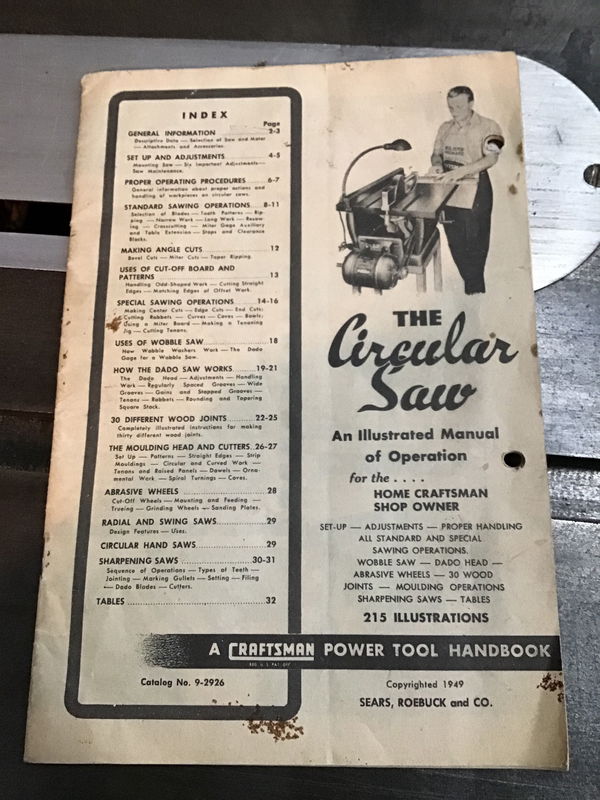 INDEX
Page
GENERAL INFORMATION 2-3
Descriptive Data — Selection of Saw and Motor
— Attachments and Accessories.
SET UP AND ADJUSTMENTS 4-5
Mounting Saw — Six Important Adjustments—
Saw Maintenance.
PROPER OPERATING PROCEDURES 6-7
General information about proper actions and
handling of workpieces on circular saws.
STANDARD SAWING OPERATIONS 8-11
Selection of Blades — Tooth Patterns — Rip-
ping — Narrow Work — Long Work — Resaw-
ing — Crosscutting — Miter Gage Auxiliary
and Table Extension — Stops and Clearance
Blocks.
MAKING ANGLE CUTS 12
Bevel Cuts — Miter Cuts — Taper Ripping.
USES OF CUT-OFF BOARD AND
PATTERNS 13
Handling Odd-Shaped Work — Cutting Straight
Edges — Matching Edges of Offset Work.
SPECIAL SAWING OPERATIONS 14-16
Making Center Cuts — Edge Cuts — End Cuts;
Cutting Rabbets — Curves — Coves — Bowls;
Using a Miter Board — Making a Tenoning
Jig — Cutting Tenons.
USES OF WOBBLE SAW 18
How Wobble Washers Work — The Dado
Gage for a Wobble Saw.
HOW THE DADO SAW WORKS 19-21
The Dado Head — Adjustments — Handling
Work — Regularly Spaced Grooves — Wide
Grooves — Gains and Stopped Grooves —
Tenons — Rabbets — Rounding and Tapering
Square Stock.
30 DIFFERENT WOOD JOINTS 22-25
Completely illustrated instructions for making
thirty different wood joints.
THE MOULDING HEAD AND CUTTERS 26-27
Set Up — Patterns — Straight Edges — Strip
Mouldings — Circular and Curved Work —
Tenons and Raised Panels — Dowels — Orna-
mental Work — Spiral Turnings — Coves.
ABRASIVE WHEELS 28
Cut-Off Wheels — Mounting and Feeding —
Trueing — Grinding Wheels — Sanding Plates.
RADIAL AND SWING SAWS 29
Design Features — Uses.
CIRCULAR HAND SAWS 29
SHARPENING SAWS 30-31
Sequence of Operations — Types of Teeth —
Jointing — Marking Gullets — Setting — Filing
— Dado Blades — Cutters.
TABLES 32
THE
Circular
Saw
An Illustrated Manual
of Operation
for the . . . .
HOME CRAFTSMAN
SHOP OWNER
SET-UP — ADJUSTMENTS — PROPER HANDLING
ALL STANDARD AND SPECIAL
SAWING OPERATIONS.
WOBBLE SAW — DADO HEAD —
ABRASIVE WHEELS — 30 WOOD
JOINTS — MOULDING OPERATIONS
SHARPENING SAWS — TABLES
215 ILLUSTRATIONS
A CRAFTSMAN POWER TOOL HANDBOOK
REG. U.S. PAT. OFF.
Catalog No. 9-2926
Copyrighted 1949
SEARS, ROEBUCK and CO.